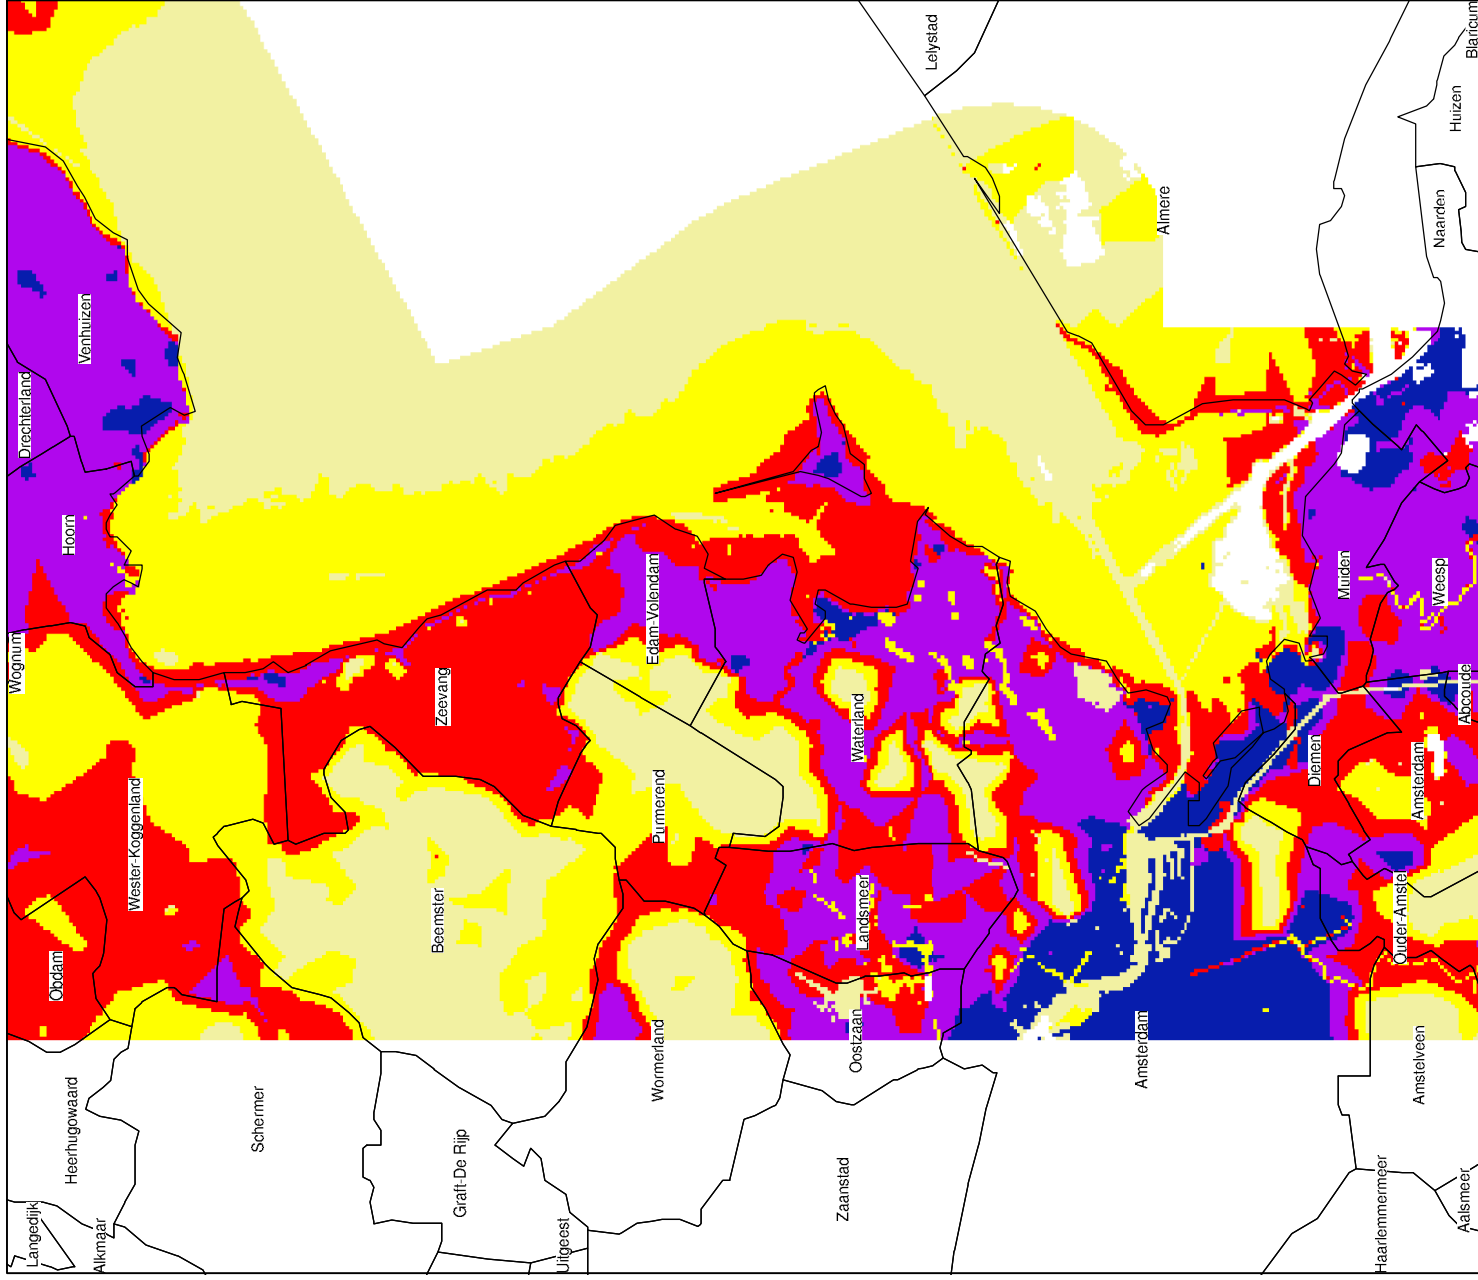 Langedijk
Alkmaar
Heerhugowaard
Schermer
Graft-De Rijp
Uitgeest
Wormerland
Zaanstad
Oostzaan
Amsterdam
Haarlemmermeer
Aalsmeer
Amstelveen
Obdam
Wester-Koggenland
Beemster
Purmerend
Landsmeer
Ouder-Amstel
Amsterdam
Diemen
Abcoude
Wognum
Zeevang
Edam-Volendam
Waterland
Muiden
Weesp
Hoorn
Drechterland
Venhuizen
Almere
Lelystad
Naarden
Huizen
Blaricum